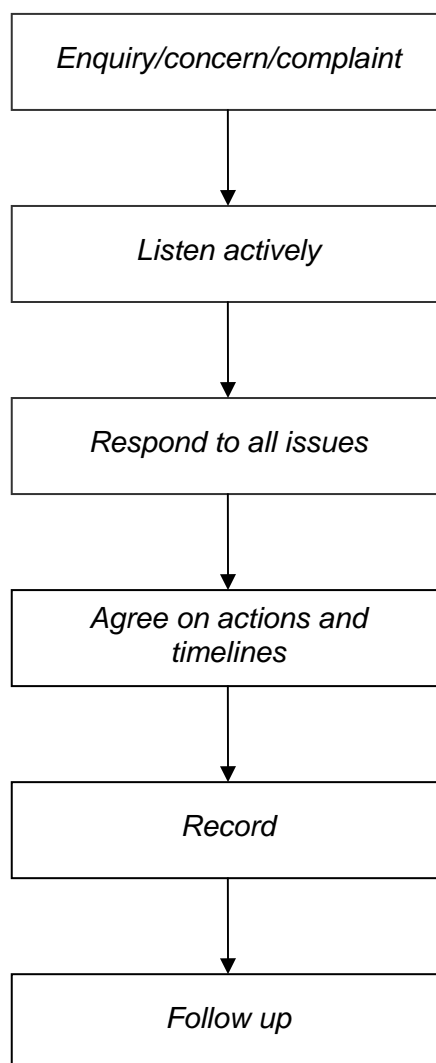 Enquiry/concern/complaint
Listen actively
Respond to all issues
Agree on actions and
timelines
Record
Follow up